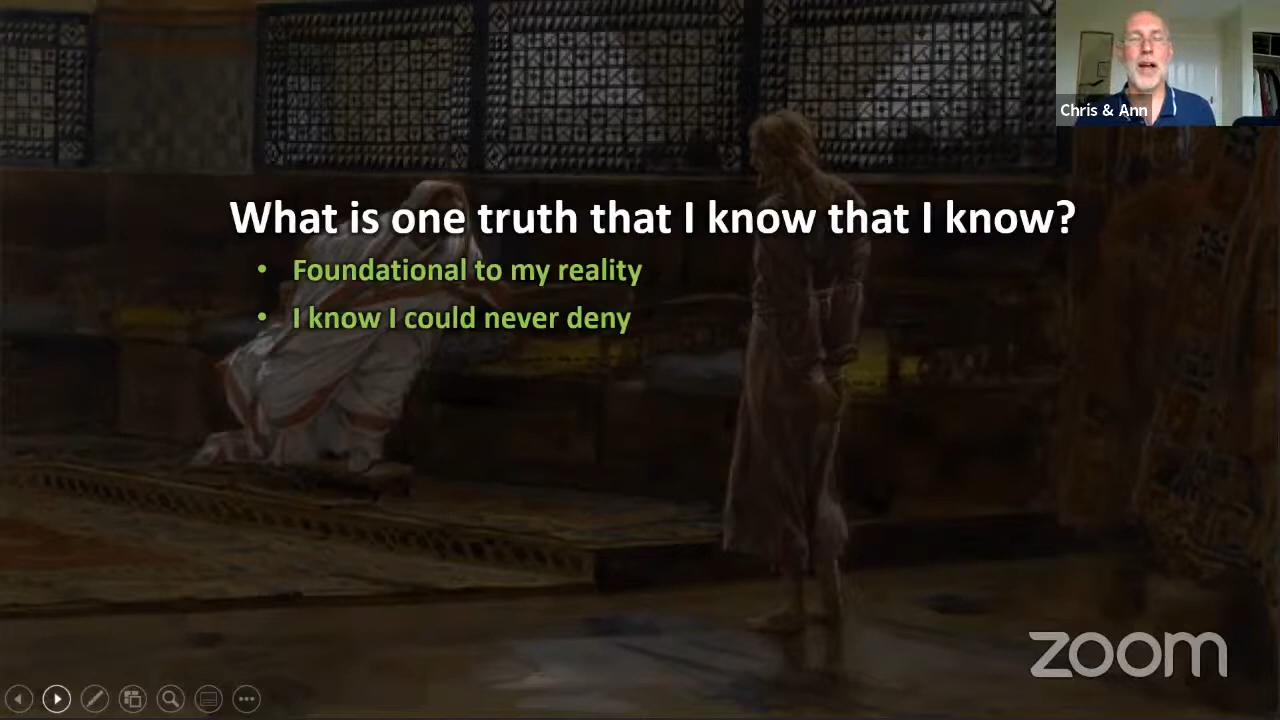 Chris & Ann
What is one truth that I know that I know?
• Foundational to my reality
• I know I could never deny
zoom